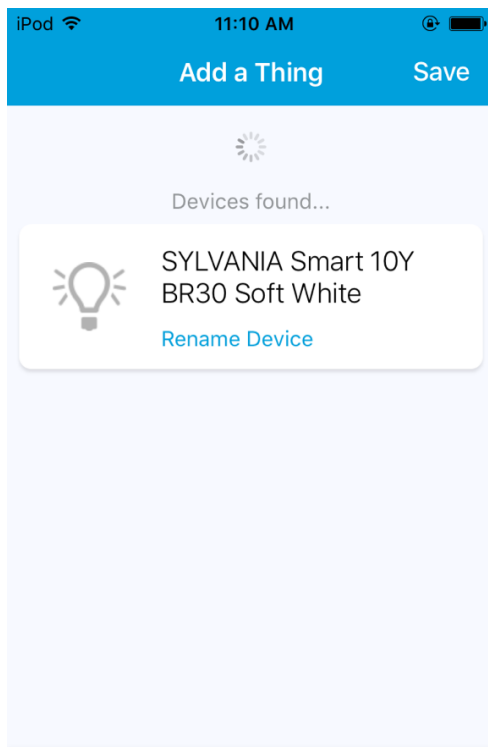 iPod 11:10 AM
Add a Thing Save
Devices found...
SYLVANIA Smart 10Y
BR30 Soft White
Rename Device